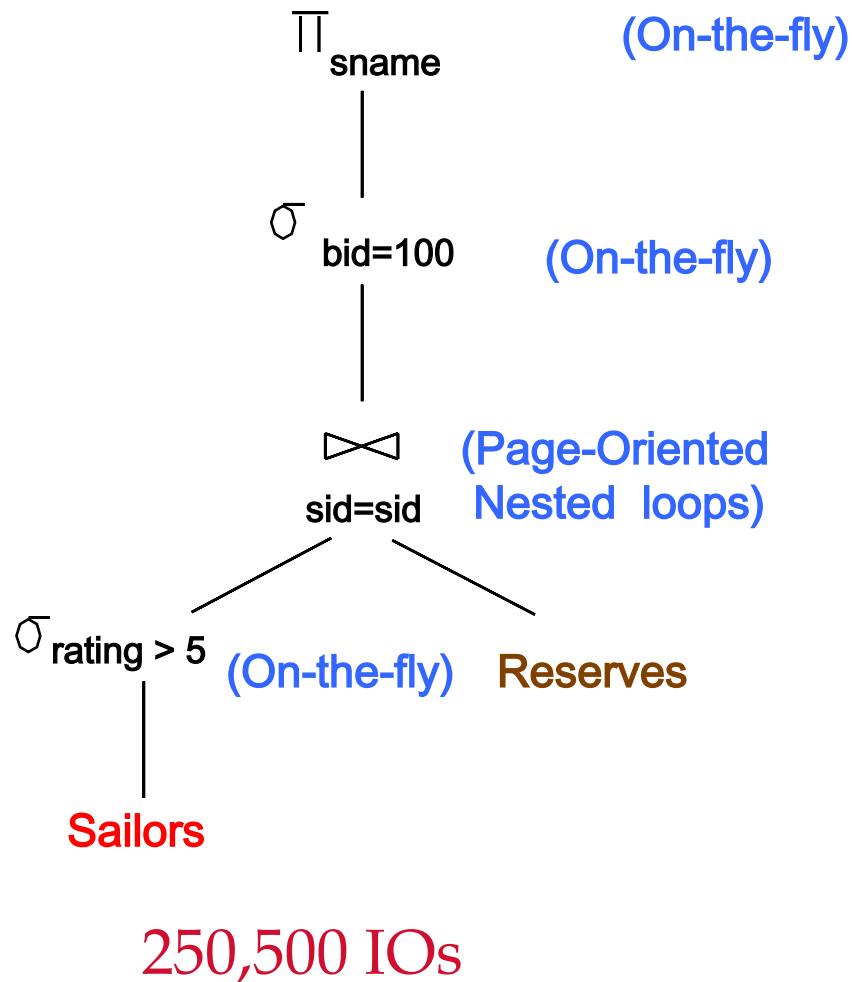 π sname (On-the-fly)
σ bid=100 (On-the-fly)
⋈ (Page-Oriented
sid=sid Nested loops)
σ rating > 5 (On-the-fly) Reserves
Sailors
250,500 IOs